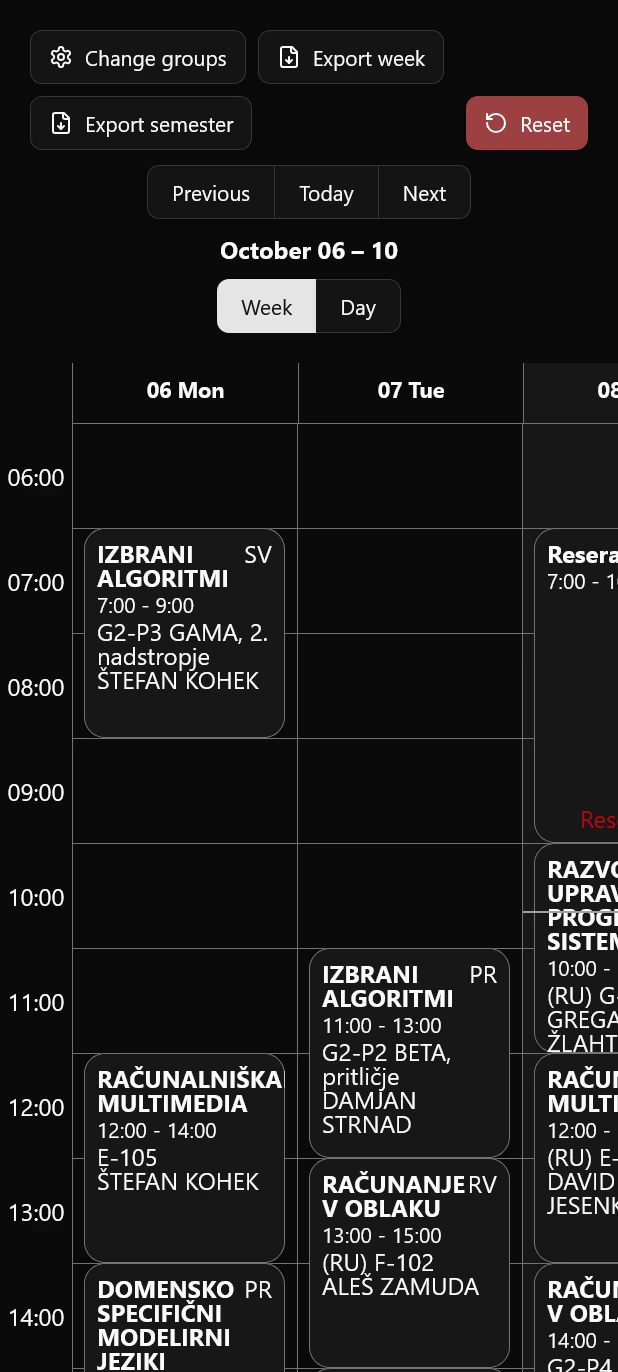 Change groups
Export week
Export semester
Reset
Previous
Today
Next
October 06 – 10
Week
Day
06 Mon
07 Tue
08
06:00
07:00
08:00
09:00
10:00
11:00
12:00
13:00
14:00
IZBRANI SV
ALGORITMI
7:00 - 9:00
G2-P3 GAMA, 2.
nadstropje
ŠTEFAN KOHEK
RAČUNALNIŠKA
MULTIMEDIA
12:00 - 14:00
E-105
ŠTEFAN KOHEK
DOMENSKO PR
SPECIFIČNI
MODELIRNI
JEZIKI
IZBRANI PR
ALGORITMI
11:00 - 13:00
G2-P2 BETA,
pritličje
DAMJAN
STRNAD
RAČUNANJE RV
V OBLAKU
13:00 - 15:00
(RU) F-102
ALEŠ ZAMUDA
Resera
7:00 - 1
Res
RAZVO
UPRAV
PROG
SISTEM
10:00 -
(RU) G-
GREGA
ŽLAHT
RAČUN
MULTI
12:00 -
(RU) E-
DAVID
JESENK
RAČUN
V OBL
14:00 -
G2-P4